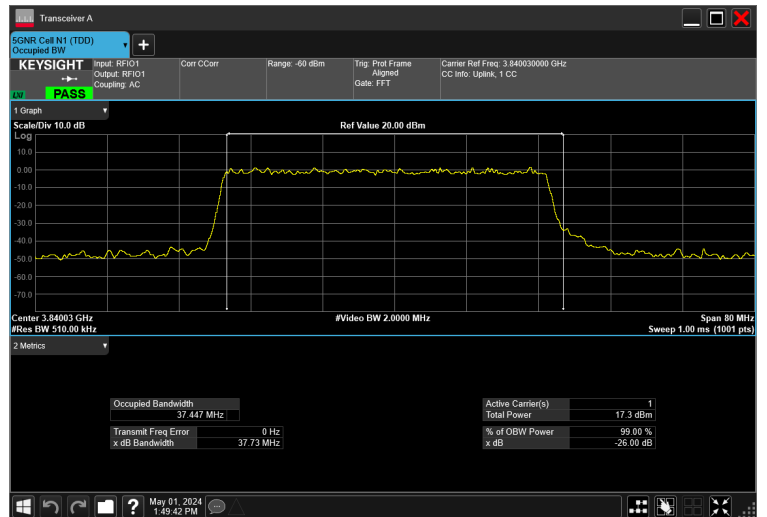 Transceiver A
5GNR Cell N1 (TDD)
Occupied BW
KEYSIGHT
LXI
PASS
Input: RFIO1
Output: RFIO1
Coupling: AC
Corr CCorr
Range: -60 dBm
Trig: Prot Frame
Aligned
Gate: FFT
Carrier Ref Freq: 3.840030000 GHz
CC Info: Uplink, 1 CC
1 Graph
Scale/Div 10.0 dB
Ref Value 20.00 dBm
Log
10.0
0.00
-10.0
-20.0
-30.0
-40.0
-50.0
-60.0
-70.0
Center 3.84003 GHz
#Video BW 2.0000 MHz
Span 80 MHz
#Res BW 510.00 kHz
Sweep 1.00 ms (1001 pts)
2 Metrics
Occupied Bandwidth
37.447 MHz
Transmit Freq Error 0 Hz
x dB Bandwidth 37.73 MHz
Active Carrier(s) 1
Total Power 17.3 dBm
% of OBW Power 99.00 %
x dB -26.00 dB
May 01, 2024
1:49:42 PM